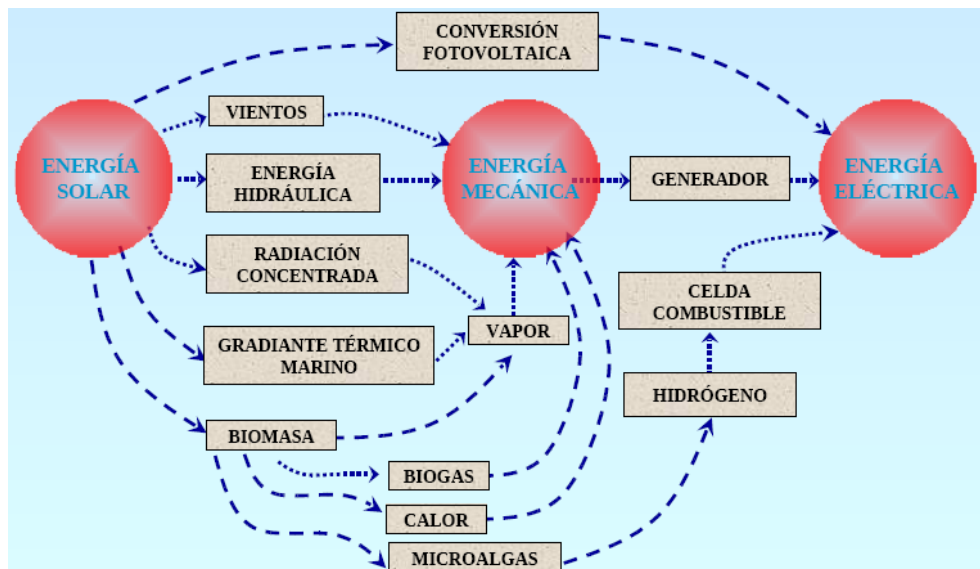 CONVERSIÓN
FOTOVOLTAICA
VIENTOS
ENERGÍA
SOLAR
ENERGÍA
HIDRÁULICA
ENERGÍA
MECÁNICA
GENERADOR
ENERGÍA
ELÉCTRICA
RADIACIÓN
CONCENTRADA
VAPOR
CELDA
COMBUSTIBLE
GRADIANTE TÉRMICO
MARINO
HIDRÓGENO
BIOMASA
BIOGAS
CALOR
MICROALGAS